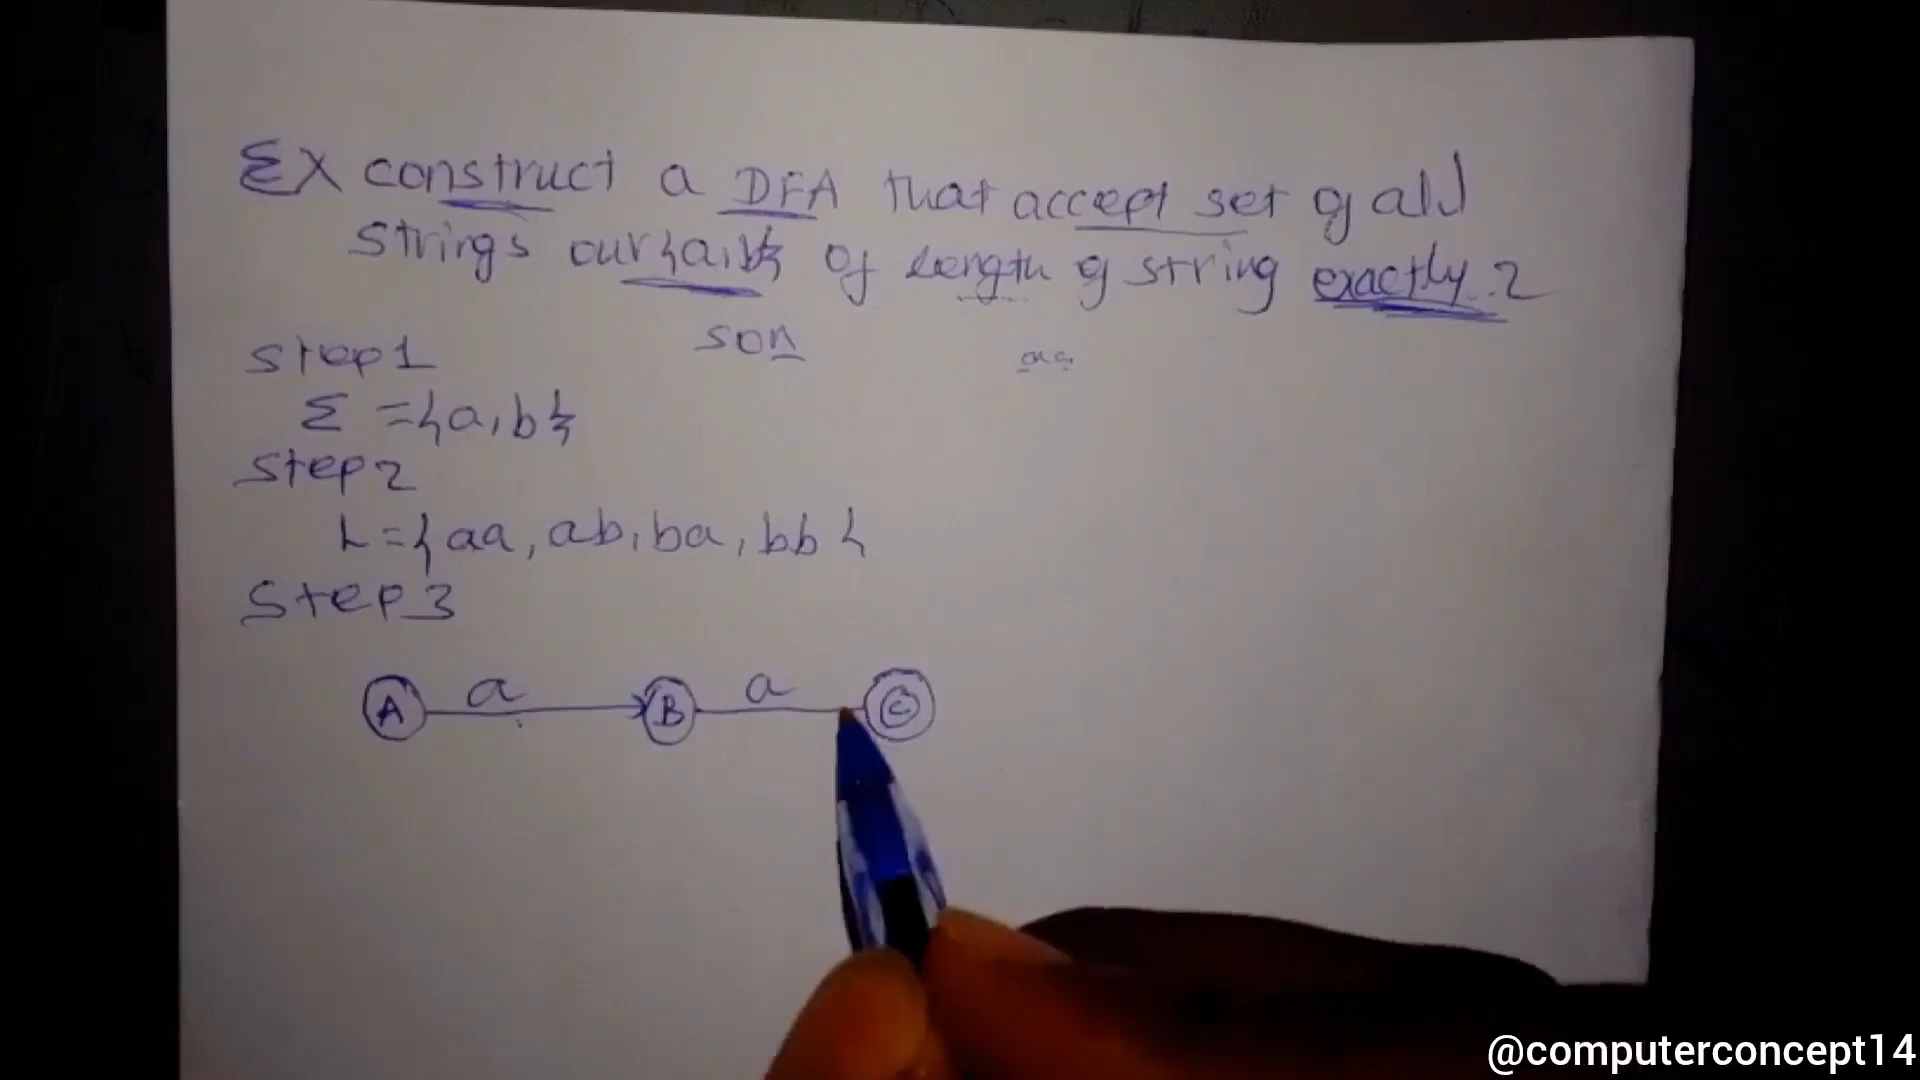 EX construct a DFA that accept set of all
strings our {a,b} of length of string exactly 2
son
step1
Σ = {a,b}
step2
L = {aa, ab, ba, bb {
Step3
A a B a C
@computerconcept14